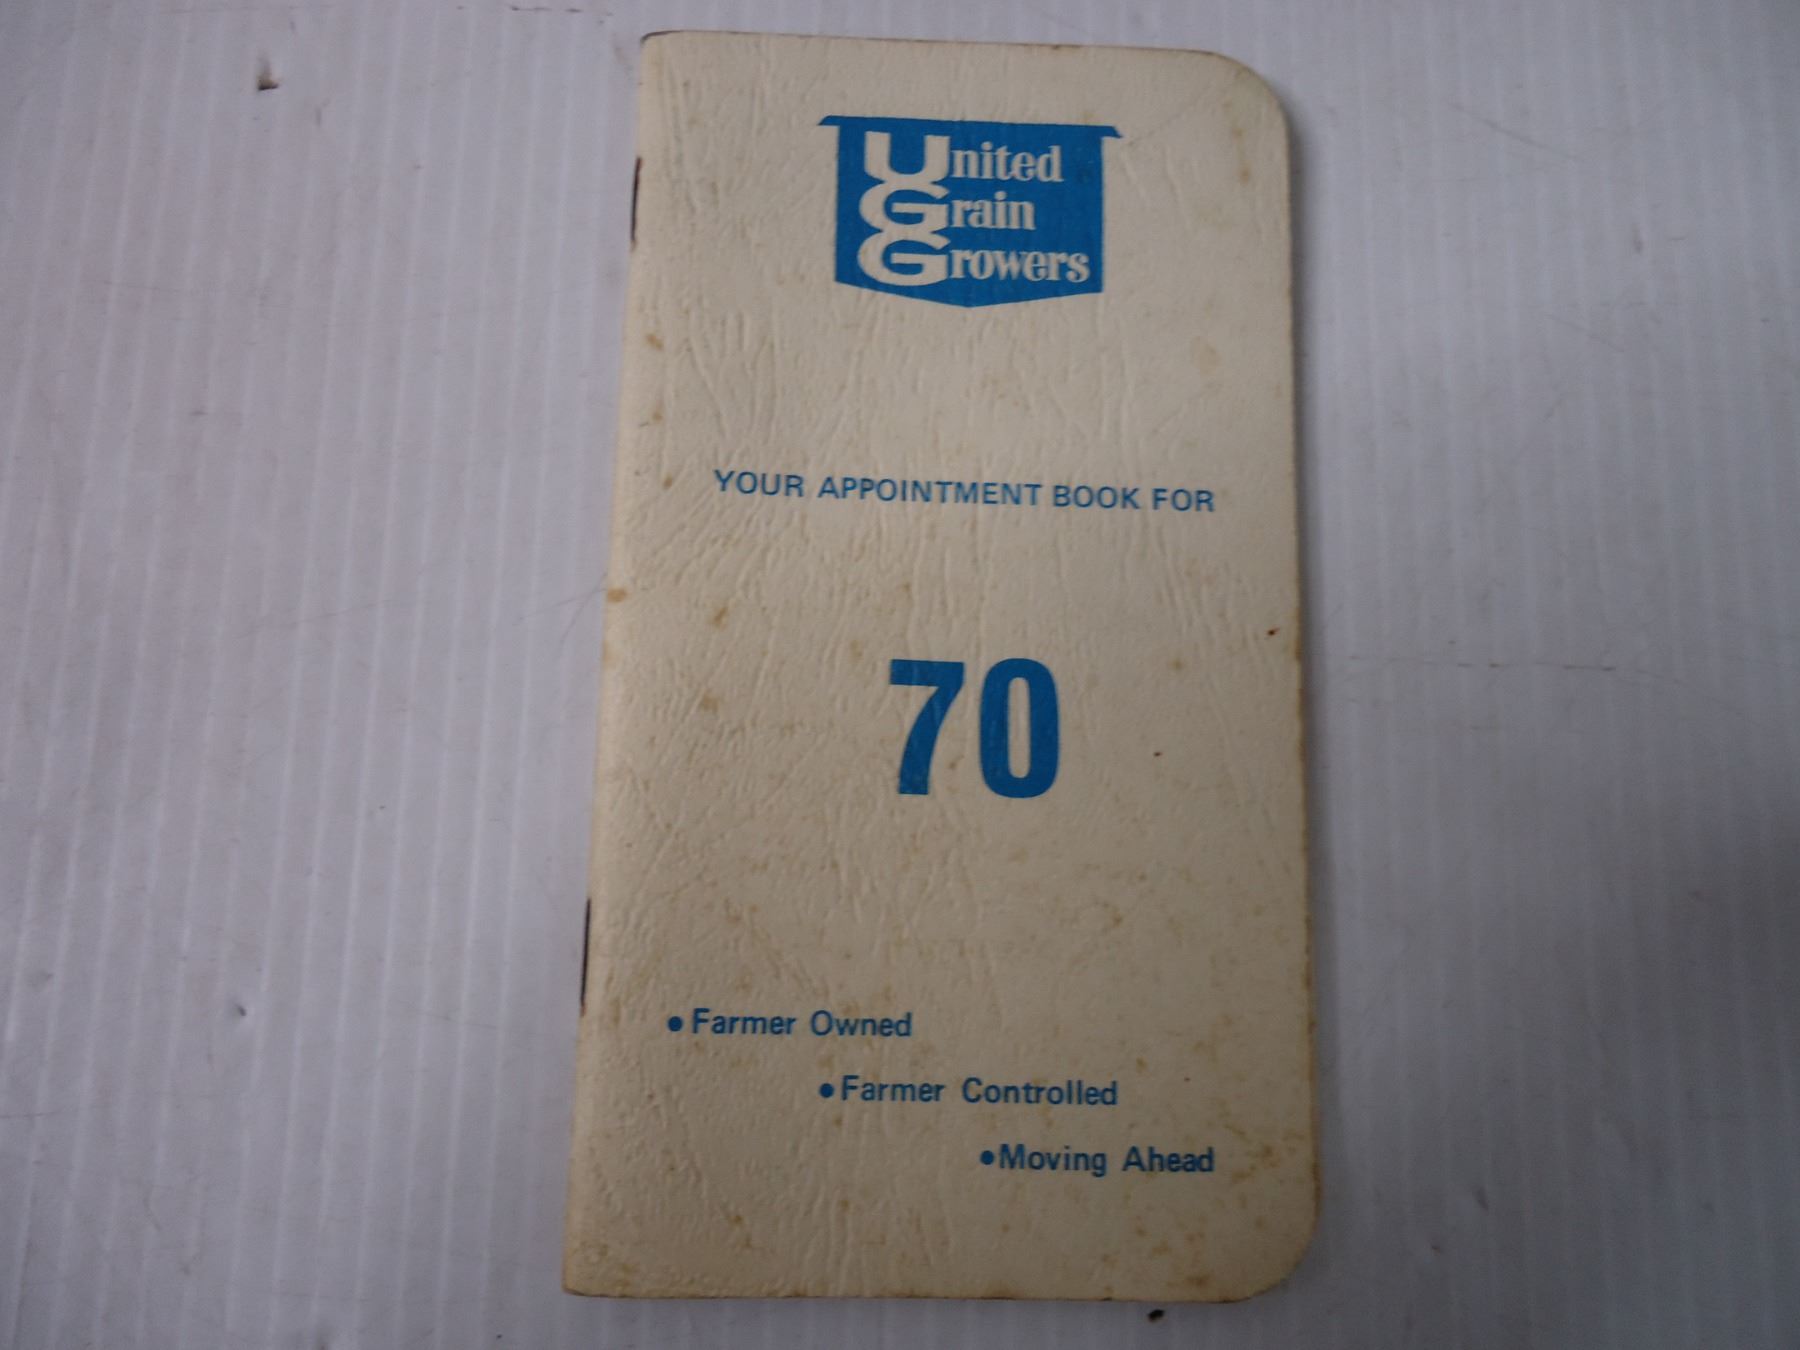 United
Grain
Growers
YOUR APPOINTMENT BOOK FOR
70
• Farmer Owned
• Farmer Controlled
• Moving Ahead